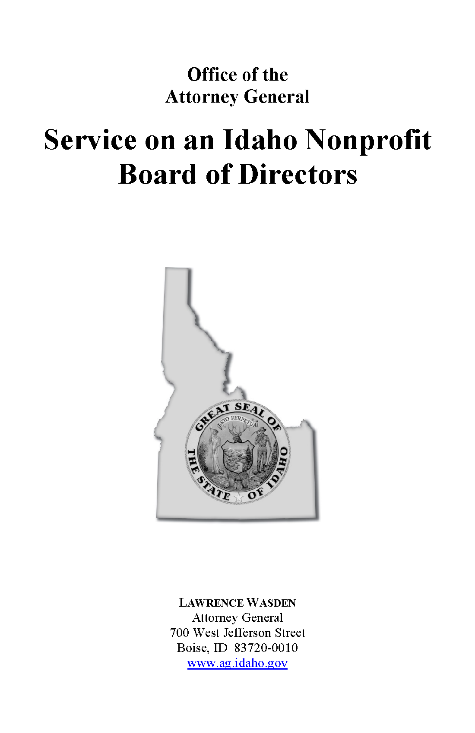 Office of the
Attorney General
Service on an Idaho Nonprofit
Board of Directors
GREAT SEAL OF
THE STATE OF IDAHO
LAWRENCE WASDEN
Attorney General
700 West Jefferson Street
Boise, ID 83720-0010
www.ag.idaho.gov